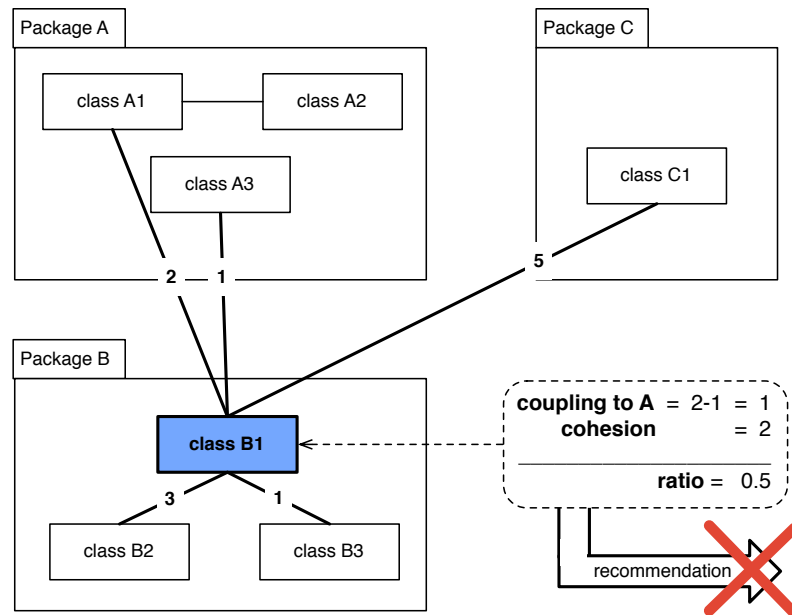 Package A
Package C
class A1
class A2
class A3
class C1
2
1
5
Package B
class B1
3
1
class B2
class B3
coupling to A = 2-1 = 1
cohesion = 2
ratio = 0.5
recommendation